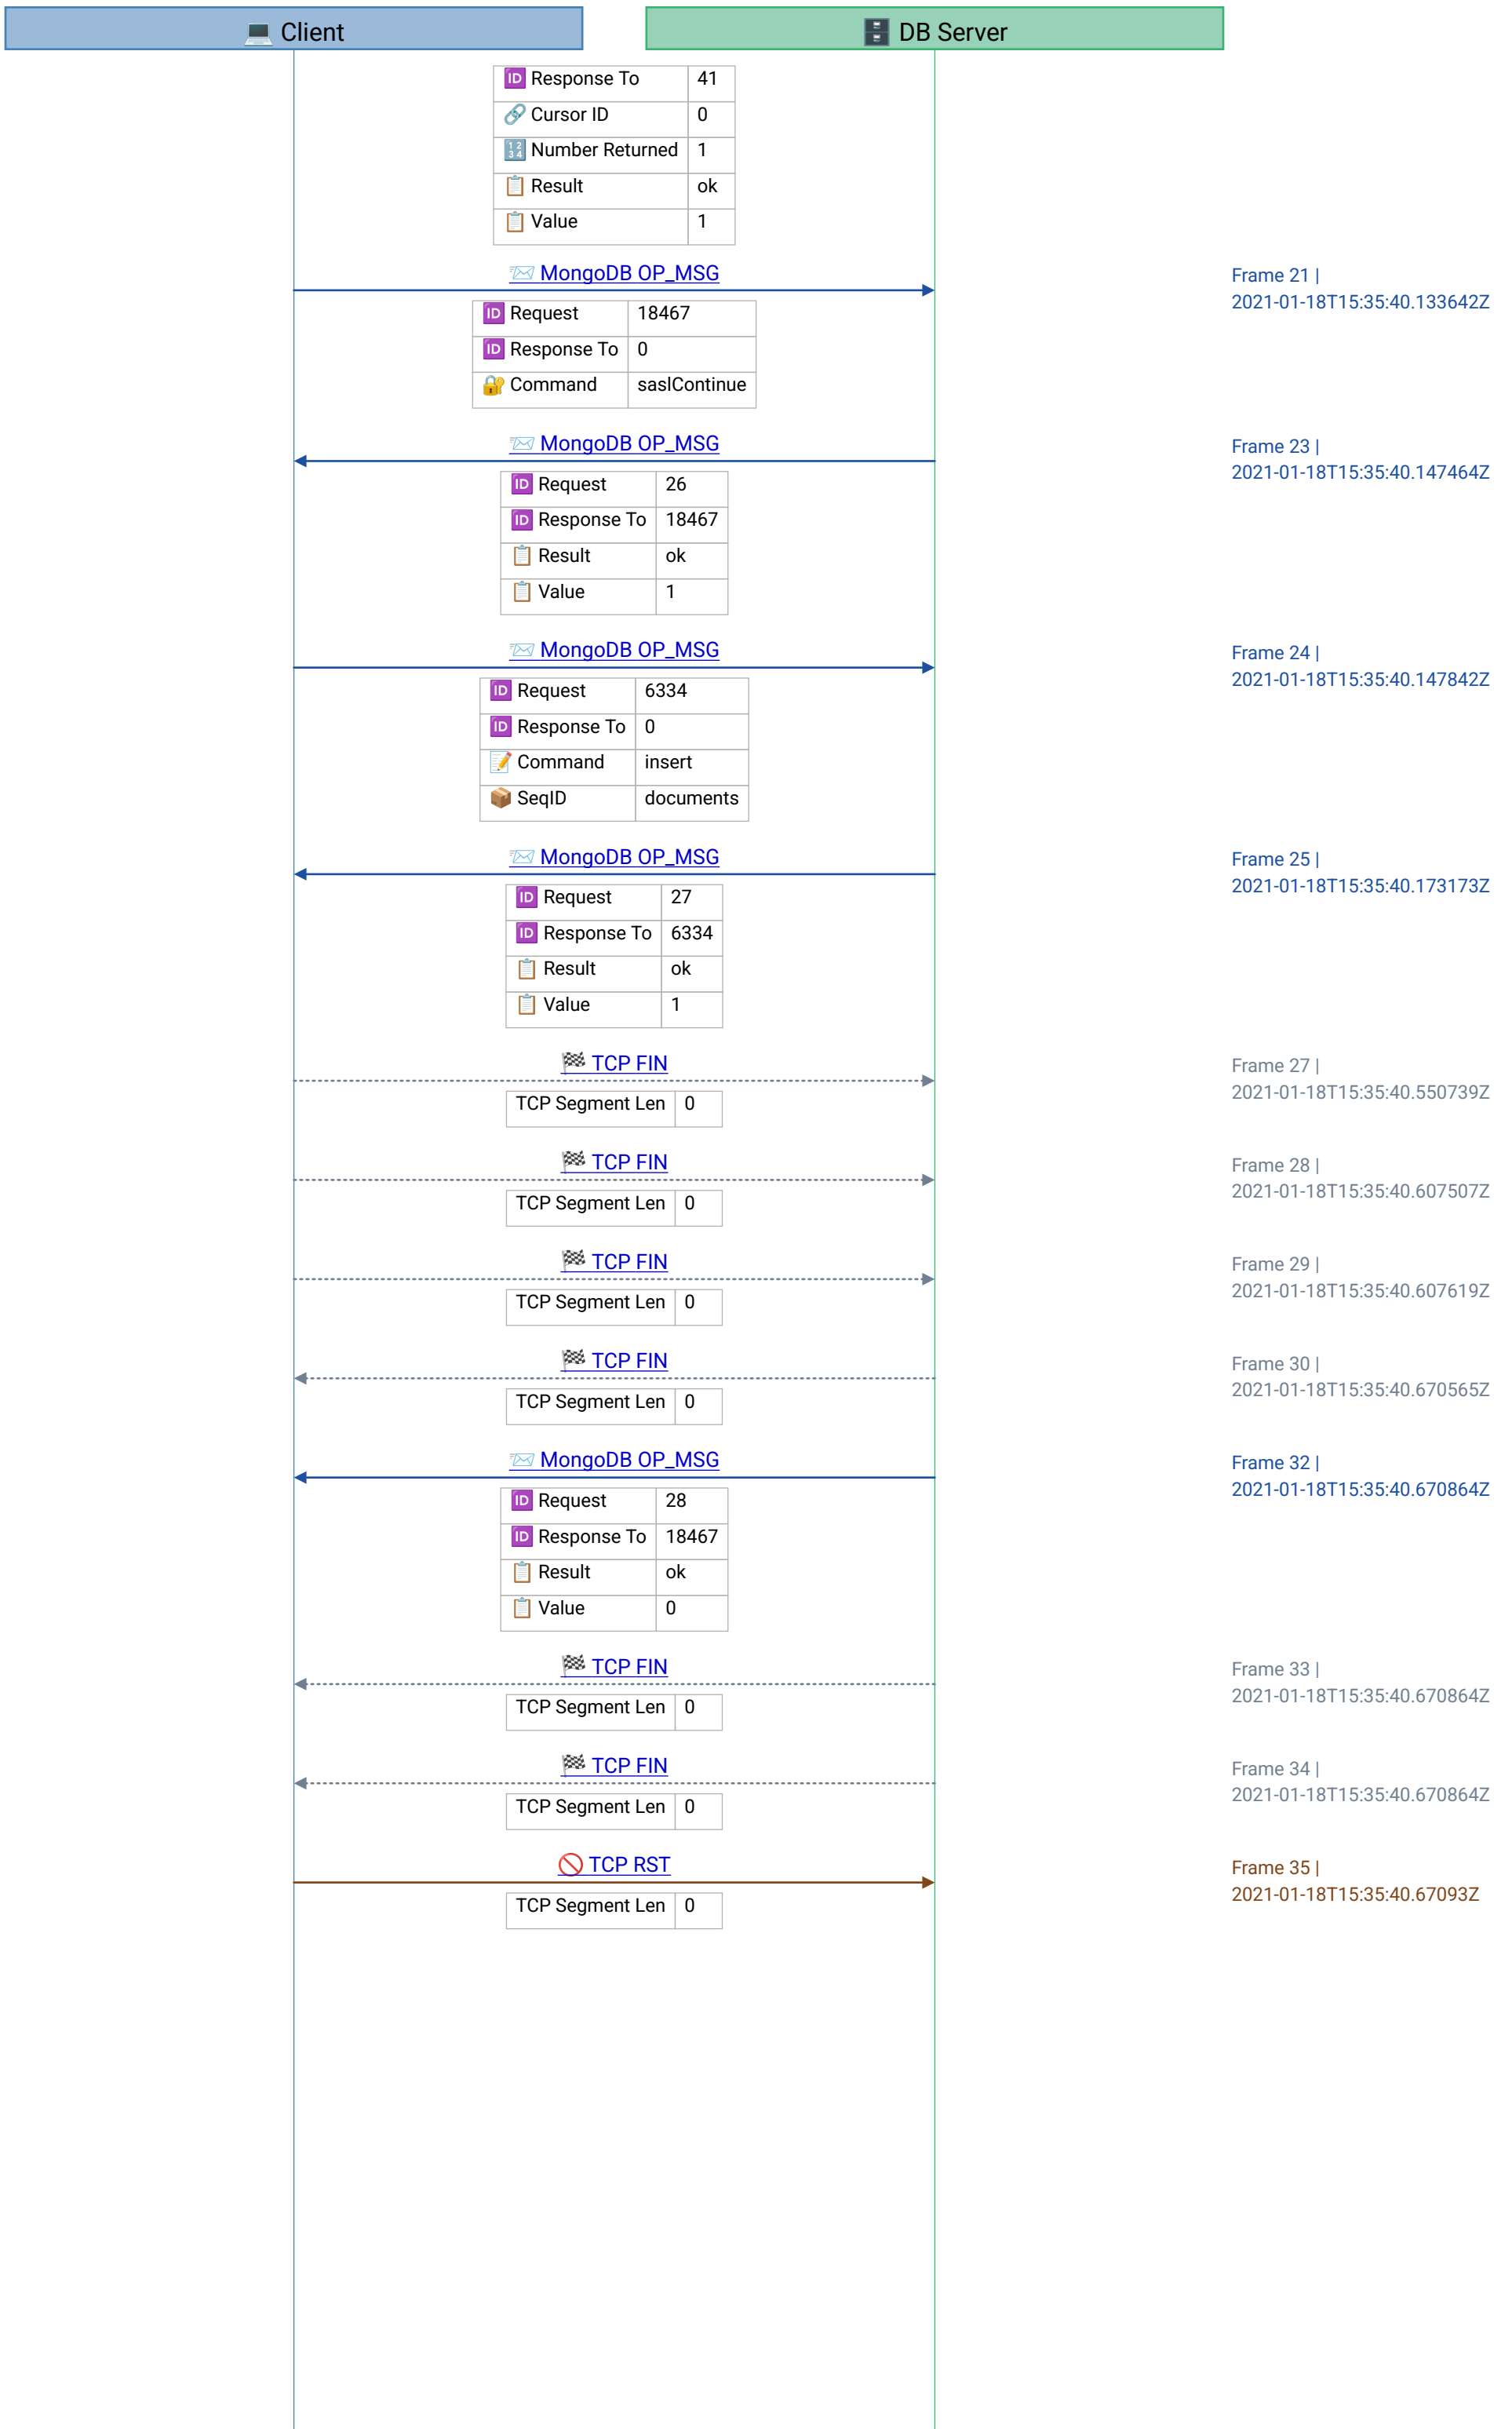 💻 Client
🗄️ DB Server
🆔 Response To 41
🔗 Cursor ID 0
🔢 Number Returned 1
📋 Result ok
📋 Value 1
📨 MongoDB OP_MSG
Frame 21 |
2021-01-18T15:35:40.133642Z
🆔 Request 18467
🆔 Response To 0
🔐 Command saslContinue
📨 MongoDB OP_MSG
Frame 23 |
2021-01-18T15:35:40.147464Z
🆔 Request 26
🆔 Response To 18467
📋 Result ok
📋 Value 1
📨 MongoDB OP_MSG
Frame 24 |
2021-01-18T15:35:40.147842Z
🆔 Request 6334
🆔 Response To 0
📝 Command insert
📦 SeqID documents
📨 MongoDB OP_MSG
Frame 25 |
2021-01-18T15:35:40.173173Z
🆔 Request 27
🆔 Response To 6334
📋 Result ok
📋 Value 1
🏁 TCP FIN
Frame 27 |
2021-01-18T15:35:40.550739Z
TCP Segment Len 0
🏁 TCP FIN
Frame 28 |
2021-01-18T15:35:40.607507Z
TCP Segment Len 0
🏁 TCP FIN
Frame 29 |
2021-01-18T15:35:40.607619Z
TCP Segment Len 0
🏁 TCP FIN
Frame 30 |
2021-01-18T15:35:40.670565Z
TCP Segment Len 0
📨 MongoDB OP_MSG
Frame 32 |
2021-01-18T15:35:40.670864Z
🆔 Request 28
🆔 Response To 18467
📋 Result ok
📋 Value 0
🏁 TCP FIN
Frame 33 |
2021-01-18T15:35:40.670864Z
TCP Segment Len 0
🏁 TCP FIN
Frame 34 |
2021-01-18T15:35:40.670864Z
TCP Segment Len 0
🚫 TCP RST
Frame 35 |
2021-01-18T15:35:40.67093Z
TCP Segment Len 0